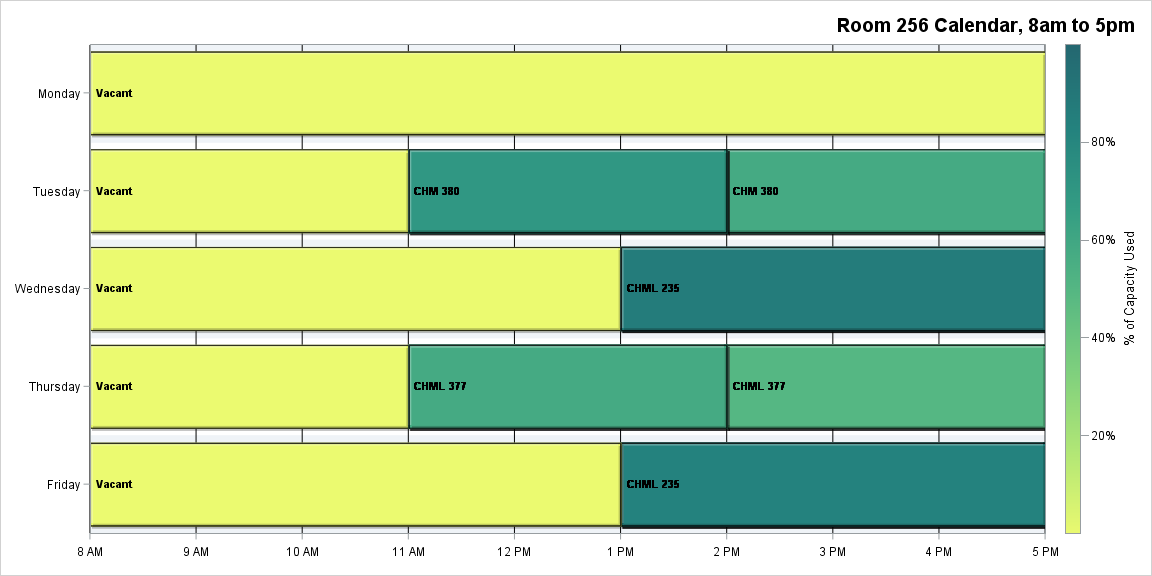 Room 256 Calendar, 8am to 5pm
Monday
Vacant
Tuesday
Vacant
CHM 380
CHM 380
Wednesday
Vacant
CHML 235
Thursday
Vacant
CHML 377
CHML 377
Friday
Vacant
CHML 235
8 AM
9 AM
10 AM
11 AM
12 PM
1 PM
2 PM
3 PM
4 PM
5 PM
80%
60%
40%
20%
% of Capacity Used